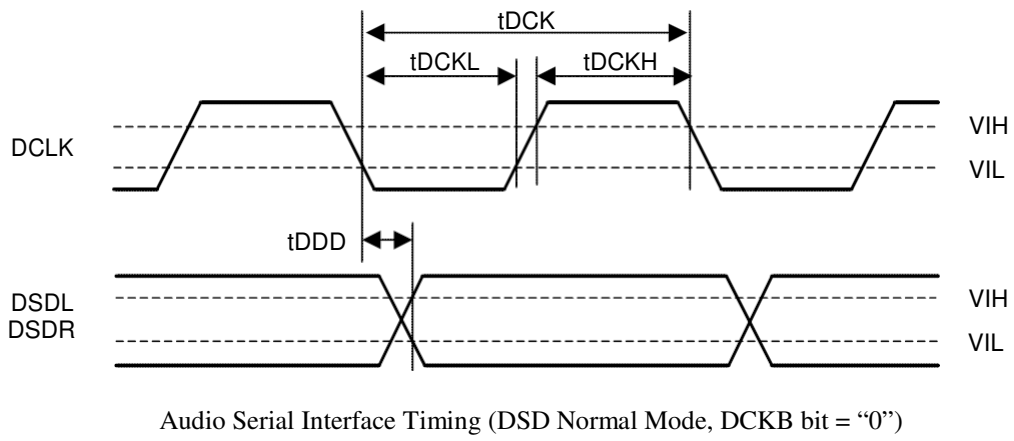 tDCK
tDCKL
tDCKH
DCLK
VIH
VIL
tDDD
DSDL
DSDR
VIH
VIL
Audio Serial Interface Timing (DSD Normal Mode, DCKB bit = “0”)